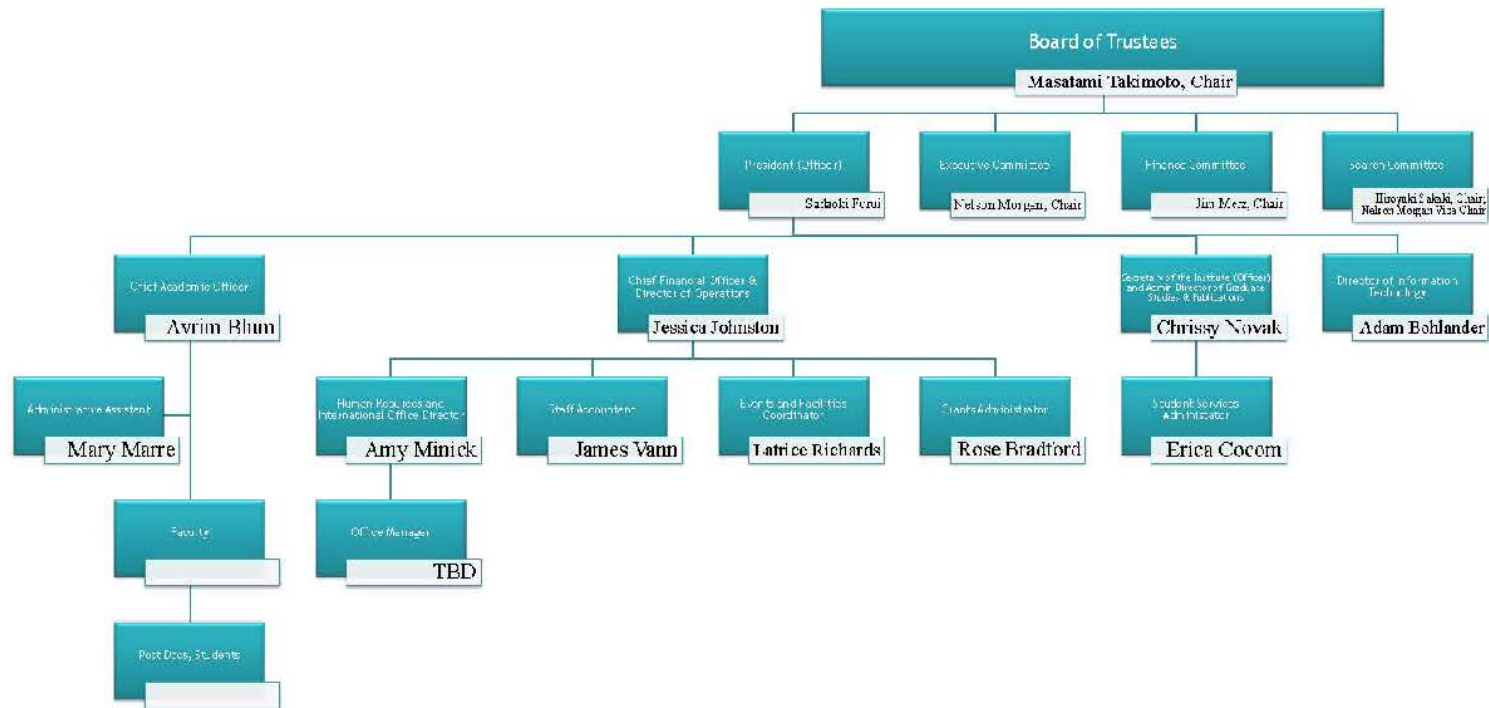 Board of Trustees
Masatami Takimoto, Chair
President (Officer)
Sadaoki Furui
Executive Committee
Nelson Morgan, Chair
Finance Committee
Jim Merz, Chair
Search Committee
Hiroyuki Sakaki, Chair;
Nelson Morgan Vice Chair
Chief Academic Officer
Avrim Blum
Chief Financial Officer &
Director of Operations
Jessica Johnston
Secretary of the Institute (Officer)
and Admin Director of Graduate
Studies & Publications
Chrissy Novak
Director of Information
Technology
Adam Bohlander
Administrative Assistant
Mary Marre
Human Resources and
International Office Director
Amy Minick
Staff Accountant
James Vann
Events and Facilities
Coordinator
Latrice Richards
Grants Administrator
Rose Bradford
Student Services
Erica Cocom
Faculty
Office Manager
TBD
Post Docs, Students